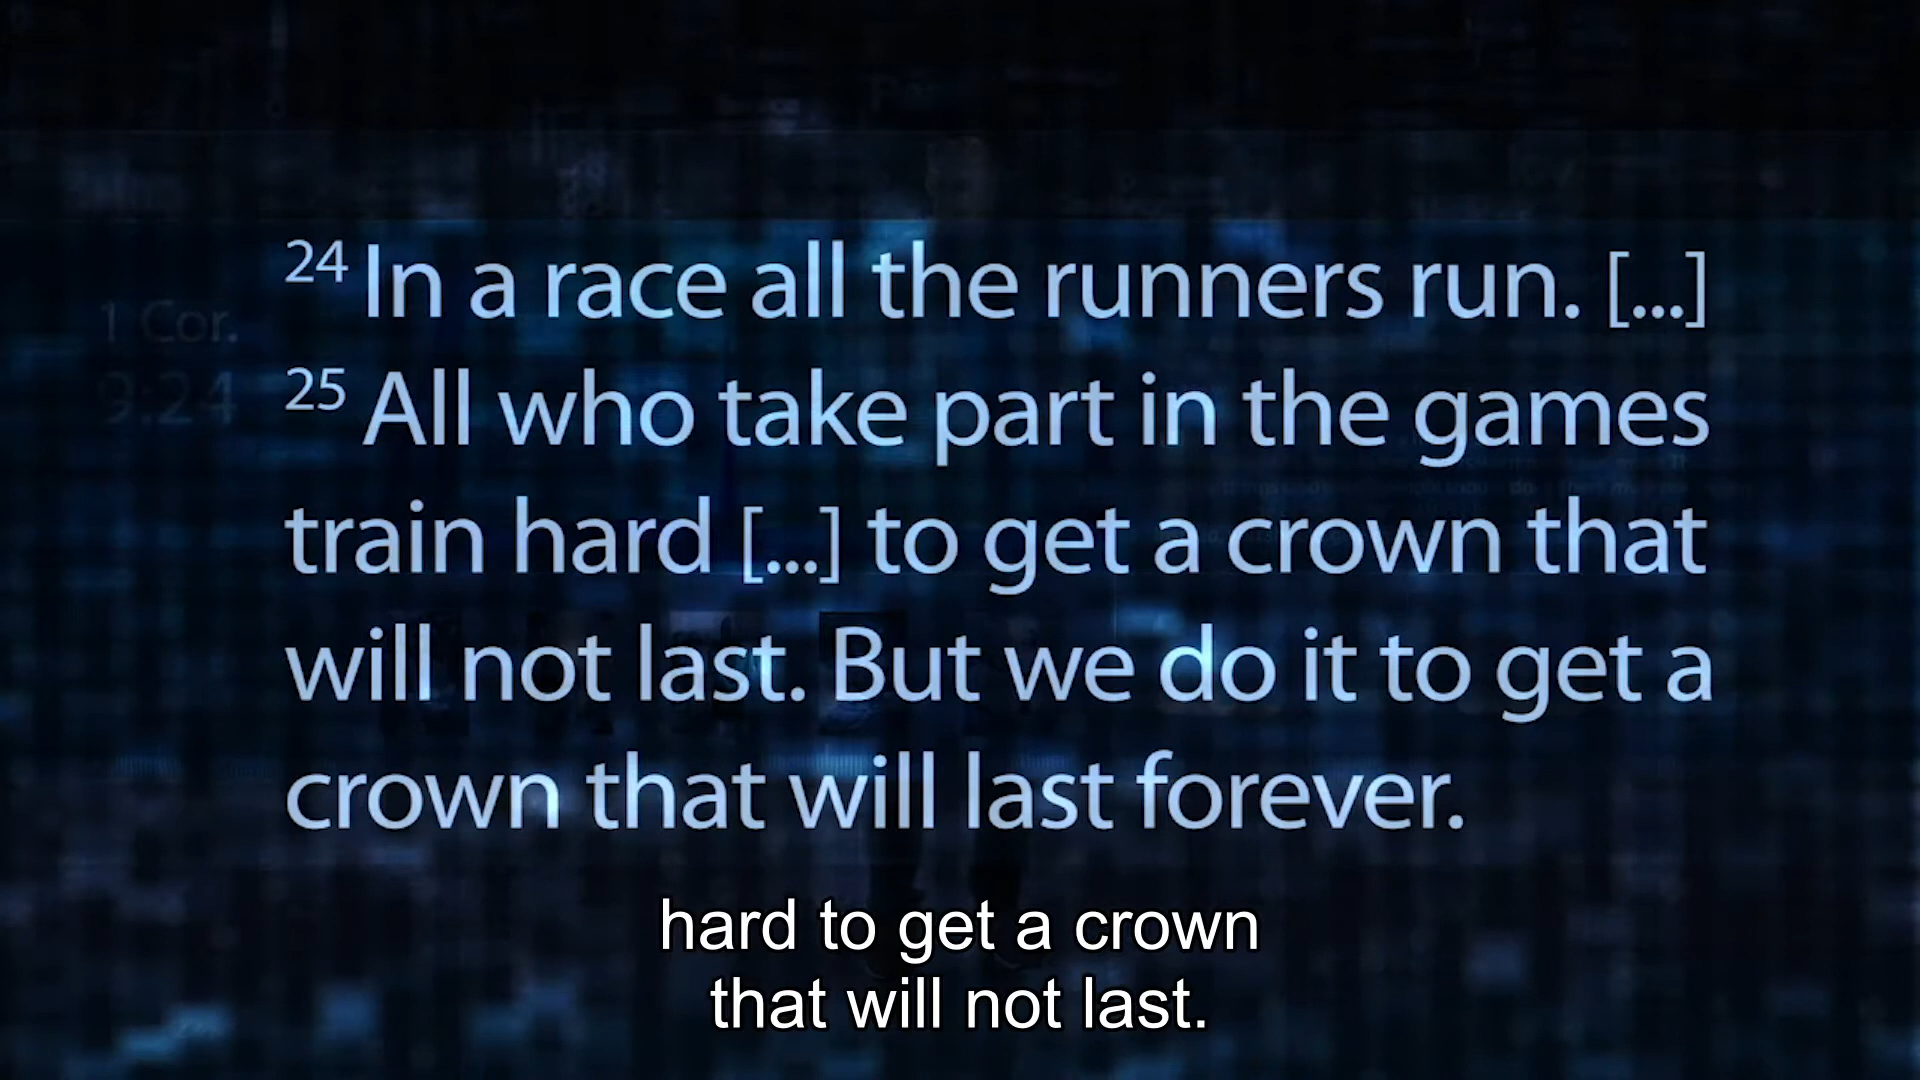 1 Cor.
9:24
24 In a race all the runners run. [...]
25 All who take part in the games
train hard [...] to get a crown that
will not last. But we do it to get a
crown that will last forever.
hard to get a crown
that will not last.